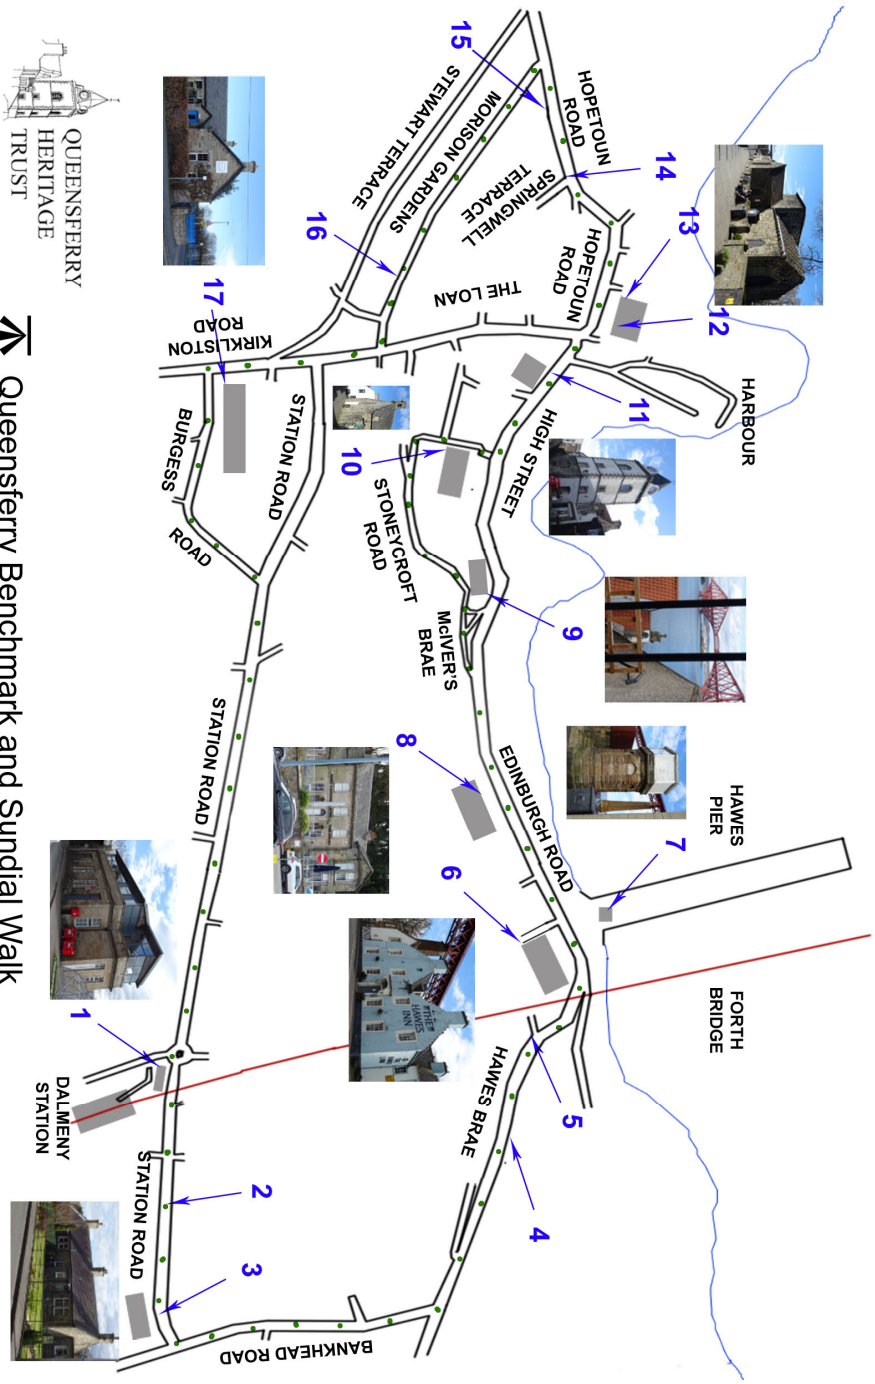 QUEENSFERRY
HERITAGE
TRUST
Queensferry Benchmark and Sundial Walk
HARBOUR
HAWES
PIER
FORTH
BRIDGE
HOPETOUN
ROAD
SPRINGWELL
TERRACE
HOPETOUN
ROAD
MORISON GARDENS
STEWART TERRACE
THE LOAN
HIGH STREET
KIRKLISTON
ROAD
STATION ROAD
BURGESS
ROAD
STONEYCROFT
ROAD
McIVER'S
BRAE
EDINBURGH ROAD
STATION ROAD
HAWES BRAE
DALMENY
STATION
STATION ROAD
BANKHEAD ROAD
THE
HAWES
INN
1
2
3
4
5
6
7
8
9
10
11
12
13
14
15
16
17